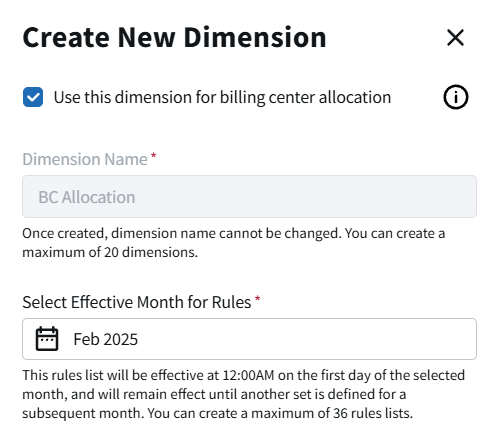 Create New Dimension
Use this dimension for billing center allocation
Dimension Name *
BC Allocation
Once created, dimension name cannot be changed. You can create a
maximum of 20 dimensions.
Select Effective Month for Rules *
Feb 2025
This rules list will be effective at 12:00AM on the first day of the selected
month, and will remain effect until another set is defined for a
subsequent month. You can create a maximum of 36 rules lists.